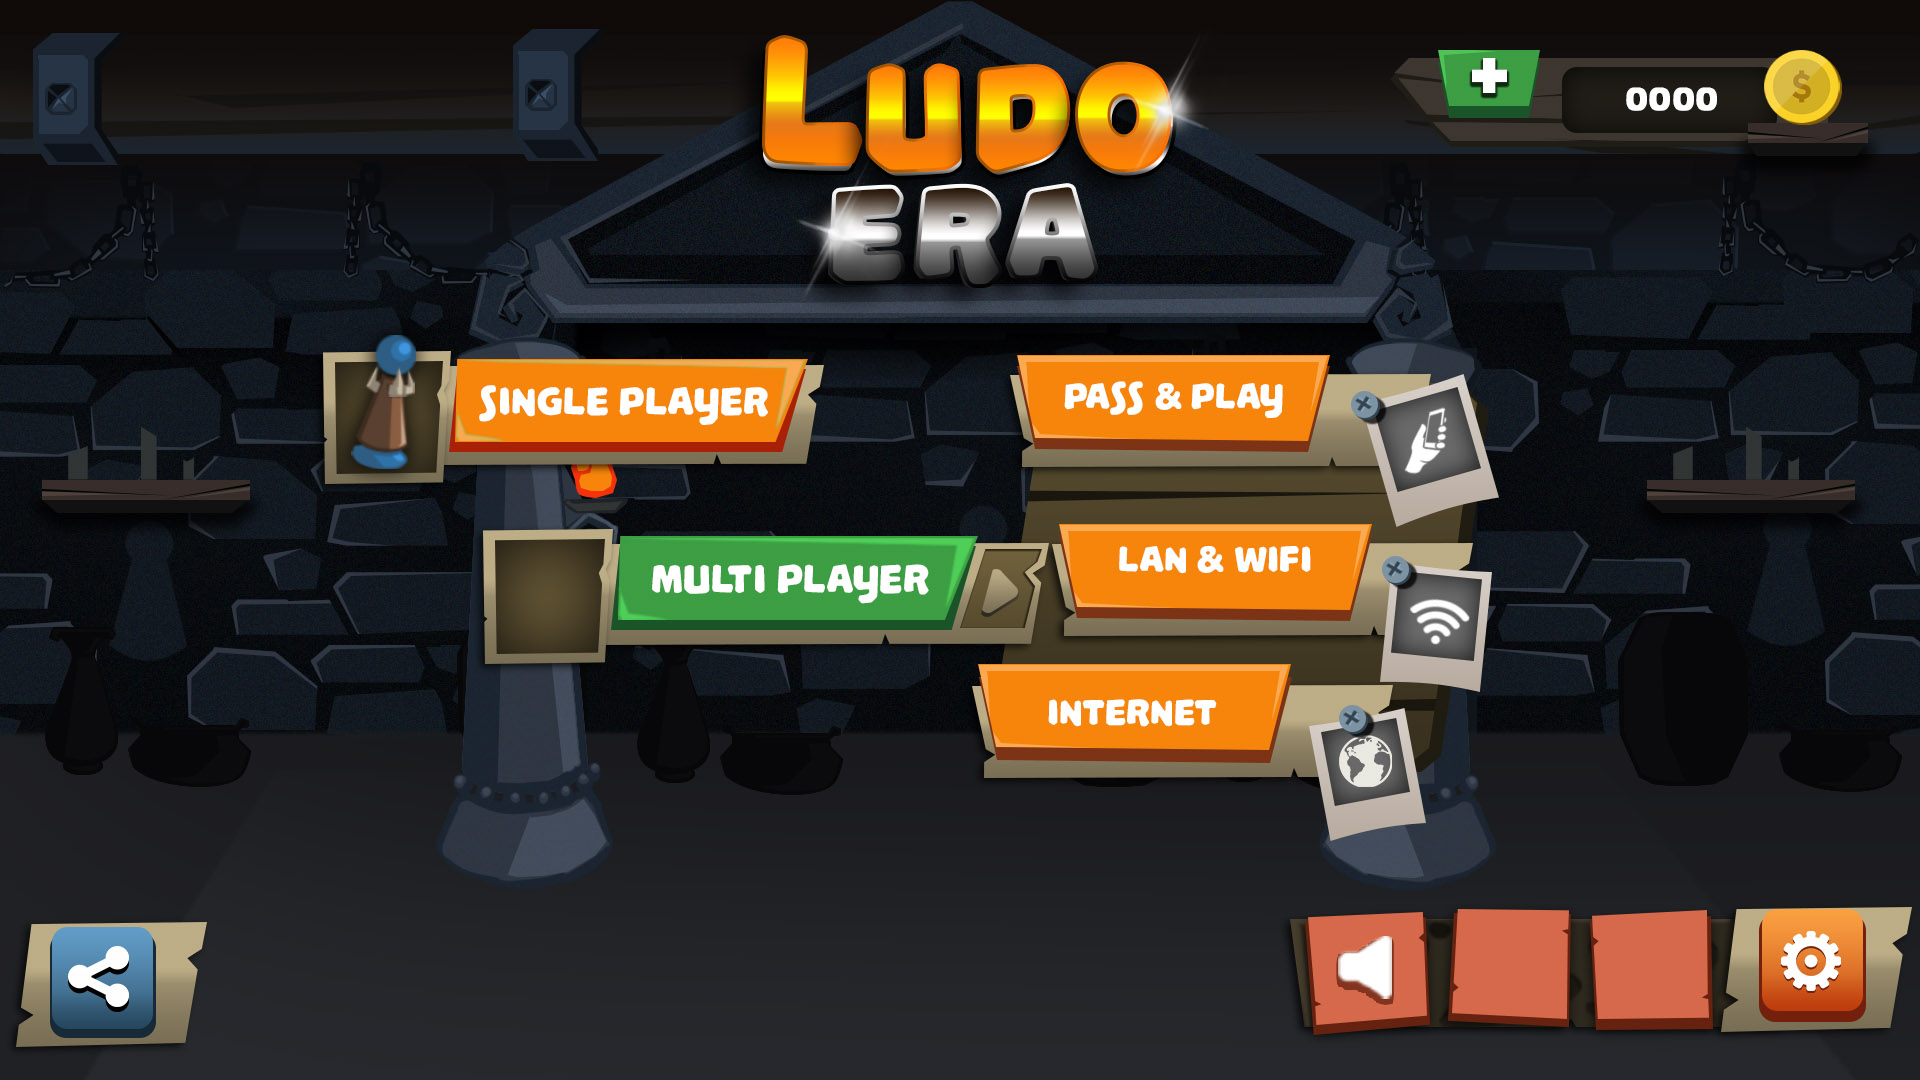 LUDO
ERA
0000
SINGLE PLAYER
PASS & PLAY
MULTI PLAYER
LAN & WIFI
INTERNET